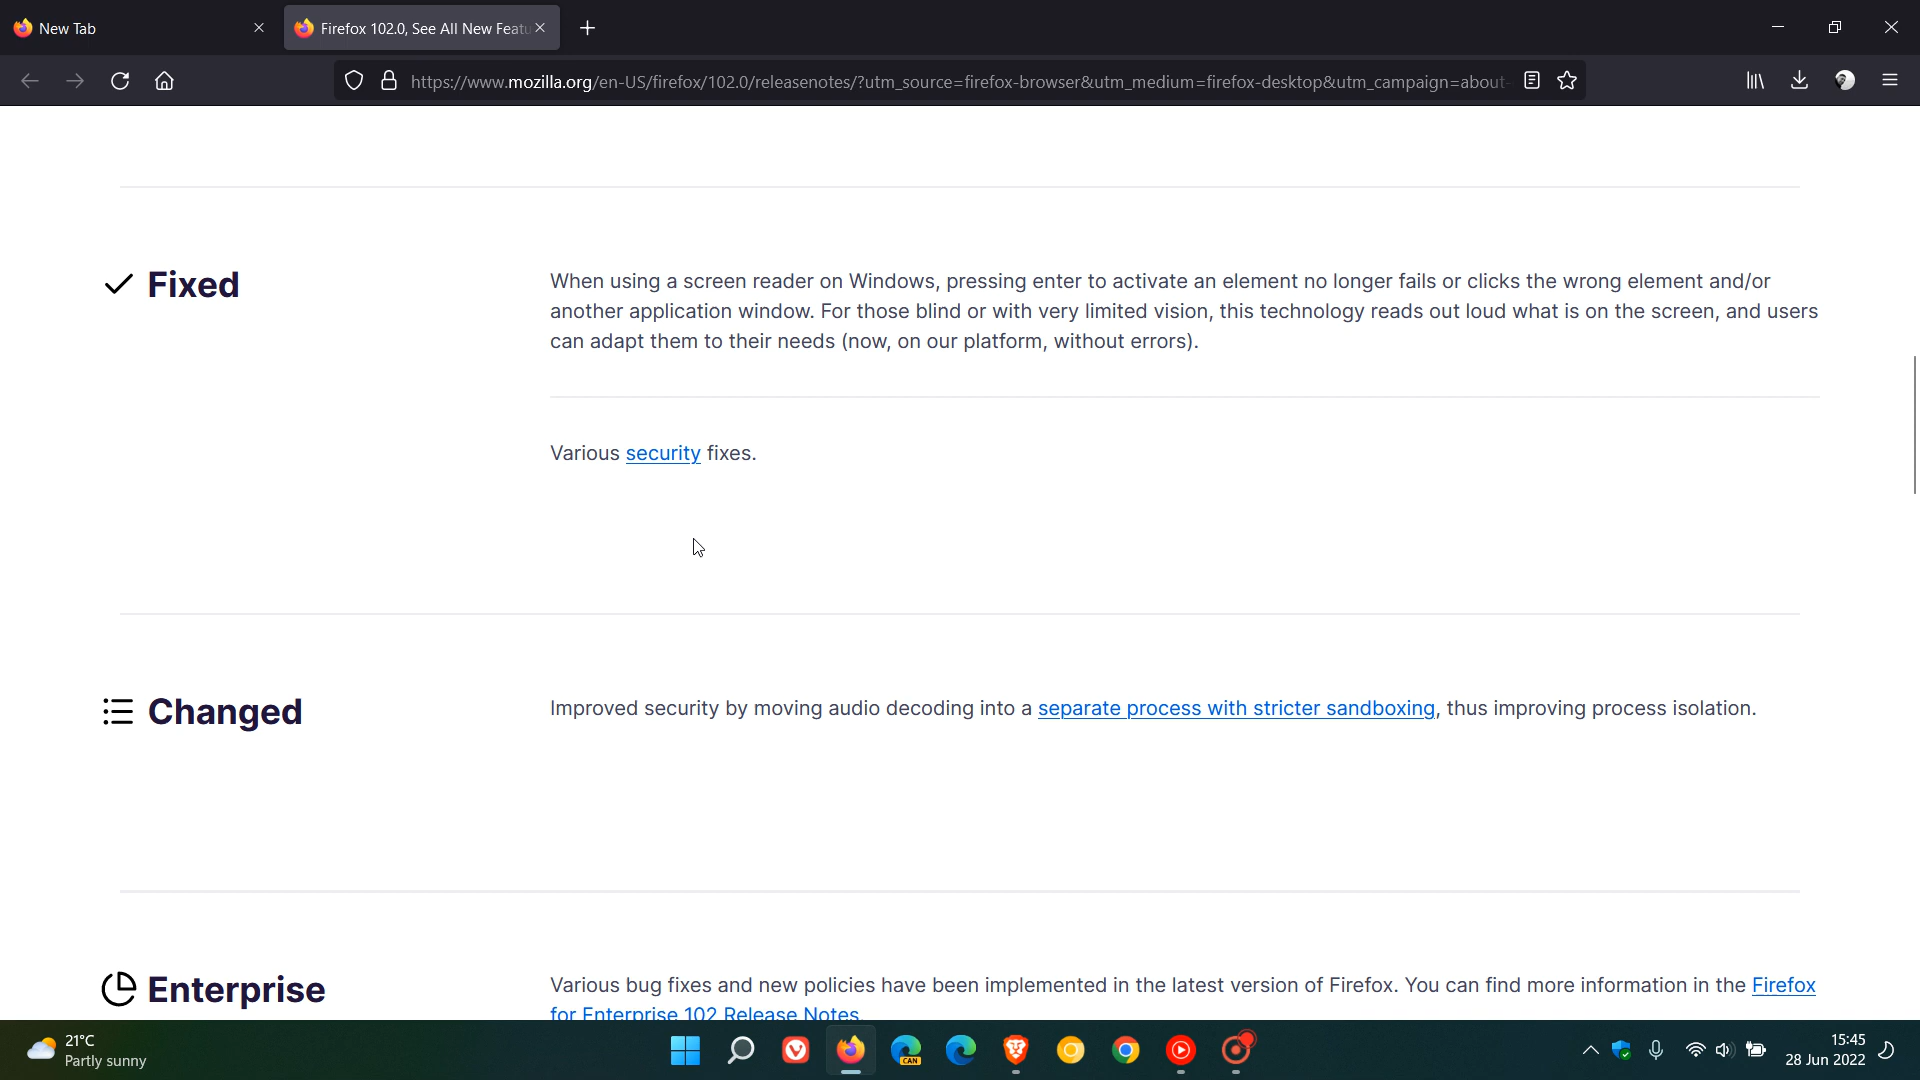 New Tab
Firefox 102.0, See All New Featu
https://www.mozilla.org/en-US/firefox/102.0/releasenotes/?utm_source=firefox-browser&utm_medium=firefox-desktop&utm_campaign=about-
Fixed
When using a screen reader on Windows, pressing enter to activate an element no longer fails or clicks the wrong element and/or
another application window. For those blind or with very limited vision, this technology reads out loud what is on the screen, and users
can adapt them to their needs (now, on our platform, without errors).
Various security fixes.
Changed
Improved security by moving audio decoding into a separate process with stricter sandboxing, thus improving process isolation.
Enterprise
Various bug fixes and new policies have been implemented in the latest version of Firefox. You can find more information in the Firefox
for Enterprise 102 Release Notes.
21°C
Partly sunny
CAN
15:45
28 Jun 2022